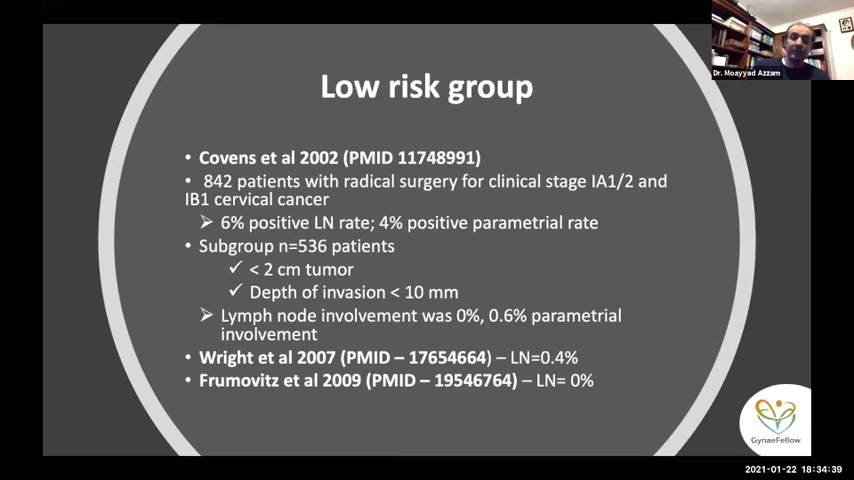 Dr. Moayyad Azzam
Low risk group
• Covens et al 2002 (PMID 11748991)
• 842 patients with radical surgery for clinical stage IA1/2 and
IB1 cervical cancer
➢ 6% positive LN rate; 4% positive parametrial rate
• Subgroup n=536 patients
✓ < 2 cm tumor
✓ Depth of invasion < 10 mm
➢ Lymph node involvement was 0%, 0.6% parametrial
involvement
• Wright et al 2007 (PMID – 17654664) – LN=0.4%
• Frumovitz et al 2009 (PMID – 19546764) – LN= 0%
GynaeFellow
2021-01-22 18:34:39